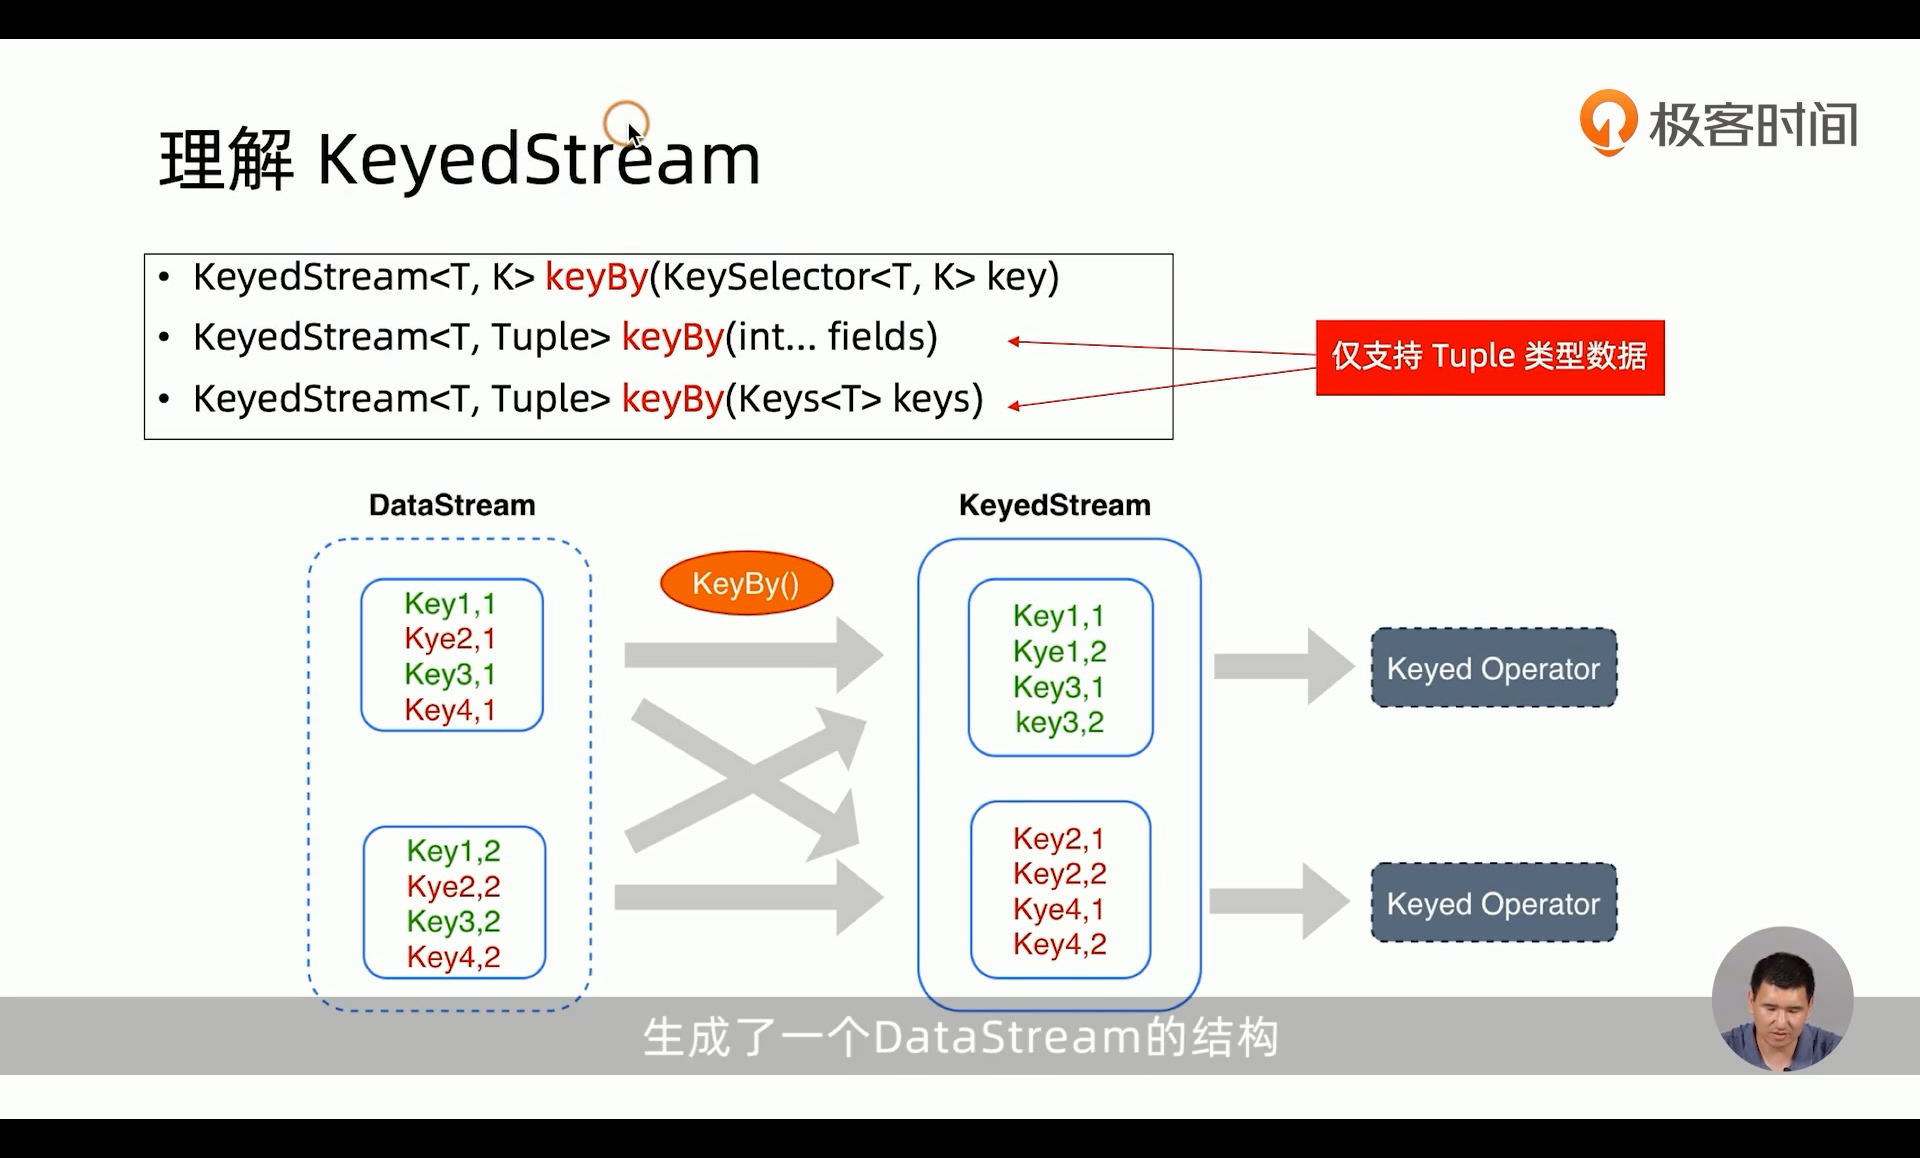 极客时间
理解 KeyedStream
• KeyedStream<T, K> keyBy(KeySelector<T, K> key)
• KeyedStream<T, Tuple> keyBy(int... fields)
• KeyedStream<T, Tuple> keyBy(Keys<T> keys)
仅支持 Tuple 类型数据
DataStream
KeyedStream
KeyBy()
Key1,1
Kye2,1
Key3,1
Key4,1
Key1,2
Kye2,2
Key3,2
Key4,2
Key1,1
Kye1,2
Key3,1
key3,2
Key2,1
Key2,2
Kye4,1
Key4,2
Keyed Operator
Keyed Operator
生成了一个DataStream的结构